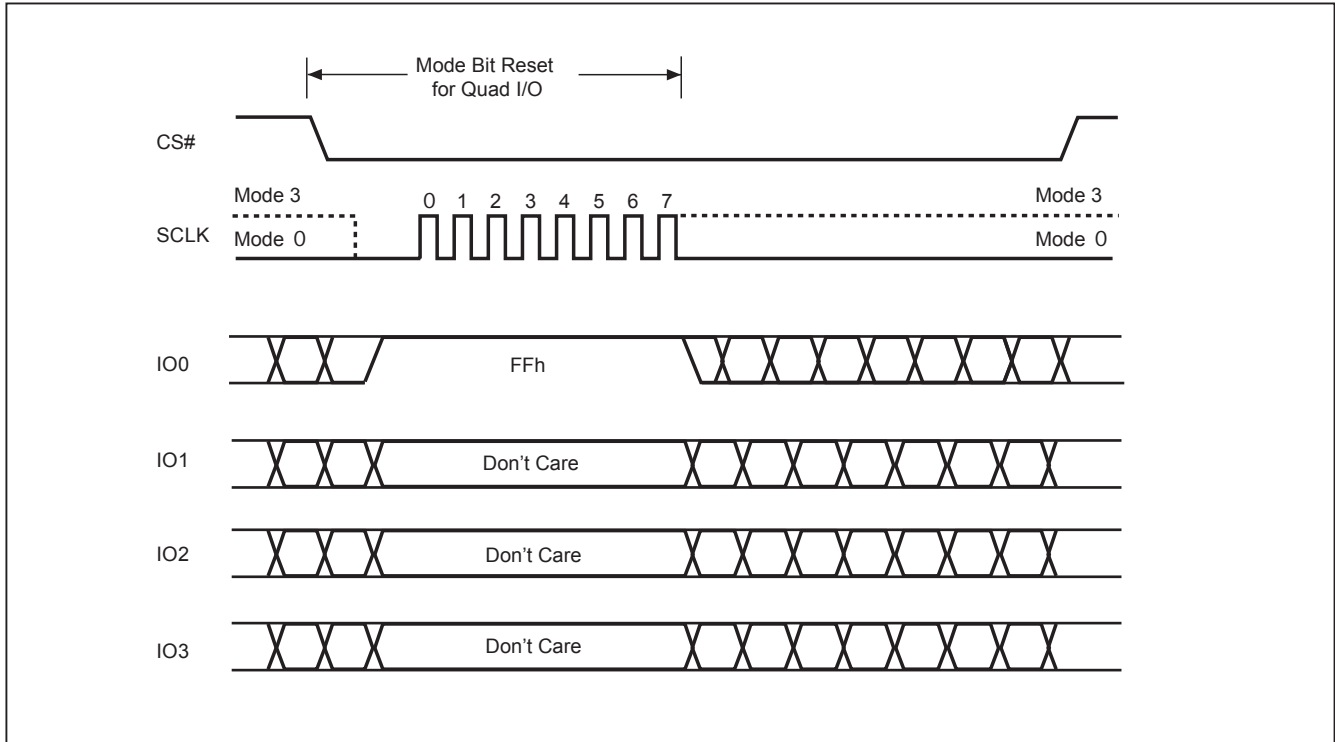 Mode Bit Reset
for Quad I/O
CS#
Mode 3
Mode 3
0 1 2 3 4 5 6 7
SCLK
Mode 0
Mode 0
IO0
FFh
IO1
Don't Care
IO2
Don't Care
IO3
Don't Care